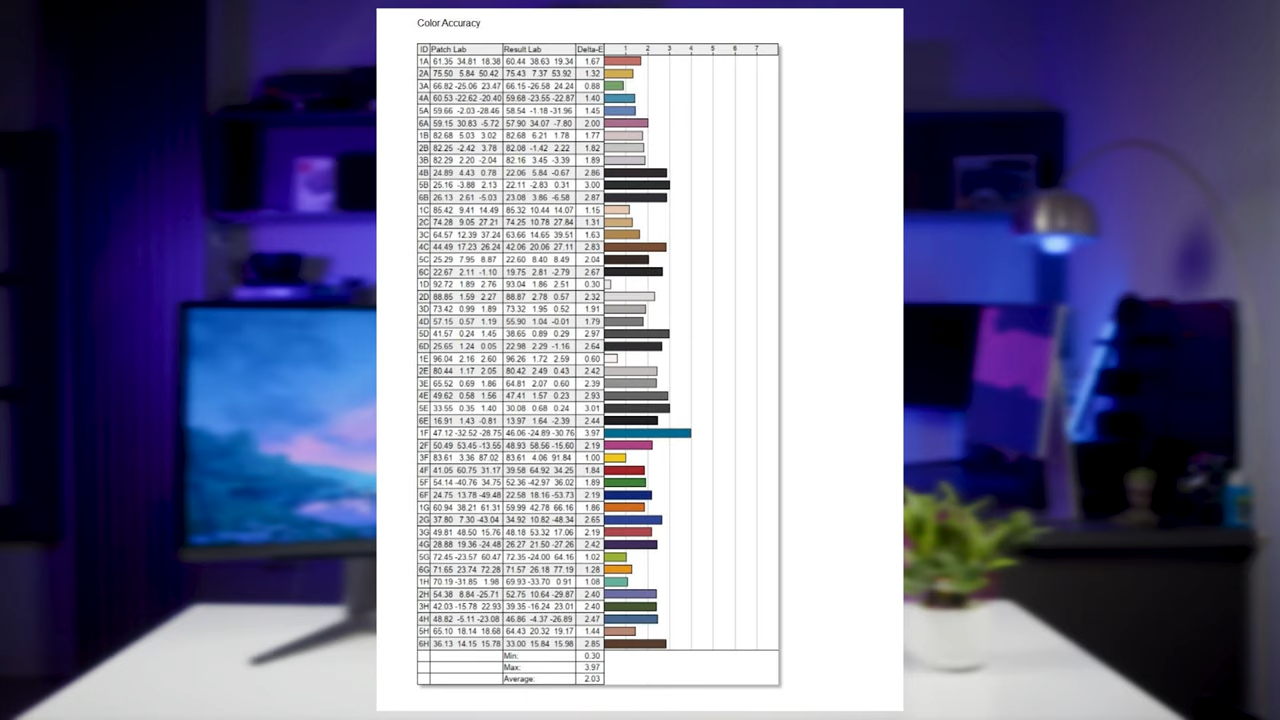 Color Accuracy
ID Patch Lab Result Lab Delta-E 1 2 3 4 5 6 7
1A 61.35 34.81 18.38 60.44 38.63 19.34 1.67
2A 75.50 5.84 50.42 75.43 7.37 53.92 1.32
3A 66.82 -25.06 23.47 66.15 -26.58 24.24 0.88
4A 60.53 -22.62 -20.40 59.68 -23.55 -22.87 1.40
5A 59.66 -2.03 -28.46 58.54 -1.18 -31.96 1.45
6A 59.15 30.83 -5.72 57.90 34.07 -7.80 2.00
1B 82.68 5.03 3.02 82.68 6.21 1.78 1.77
2B 82.25 -2.42 3.78 82.08 -1.42 2.22 1.82
3B 82.29 2.20 -2.04 82.16 3.45 -3.39 1.89
4B 24.89 4.43 0.78 22.06 5.84 -0.67 2.86
5B 25.16 -3.88 2.13 22.11 -2.83 0.31 3.00
6B 26.13 2.61 -5.03 23.08 3.86 -6.58 2.87
1C 85.42 9.41 14.49 85.32 10.44 14.07 1.15
2C 74.28 9.05 27.21 74.25 10.78 27.84 1.31
3C 64.57 12.39 37.24 63.66 14.65 39.51 1.63
4C 44.49 17.23 26.24 42.06 20.06 27.11 2.83
5C 25.29 7.95 8.87 22.60 8.40 8.49 2.04
6C 22.67 2.11 -1.10 19.75 2.81 -2.79 2.67
1D 92.72 1.89 2.76 93.04 1.86 2.51 0.30
2D 88.85 1.59 2.27 88.87 2.78 0.57 2.32
3D 73.42 0.99 1.89 73.32 1.95 0.52 1.91
4D 57.15 0.57 1.19 55.90 1.04 -0.01 1.79
5D 41.57 0.24 1.45 38.65 0.89 0.29 2.97
6D 25.65 1.24 0.05 22.98 2.29 -1.16 2.64
1E 96.04 2.16 2.60 96.26 1.72 2.59 0.60
2E 80.44 1.17 2.05 80.42 2.49 0.43 2.42
3E 65.52 0.69 1.86 64.81 2.07 0.60 2.39
4E 49.62 0.58 1.56 47.41 1.57 0.23 2.93
5E 33.55 0.35 1.40 30.08 0.68 0.24 3.01
6E 16.91 1.43 -0.81 13.97 1.64 -2.39 2.44
1F 47.12 -32.52 -28.75 46.06 -24.89 -30.76 3.97
2F 50.49 53.45 -13.55 48.93 58.56 -15.60 2.19
3F 83.61 3.36 87.02 83.61 4.06 91.84 1.00
4F 41.05 60.75 31.17 39.58 64.92 34.25 1.84
5F 54.14 -40.76 34.75 52.36 -42.97 36.02 1.89
6F 24.75 13.78 -49.48 22.58 18.16 -53.73 2.19
1G 60.94 38.21 61.31 59.99 42.78 66.16 1.86
2G 37.80 7.30 -43.04 34.92 10.82 -48.34 2.65
3G 49.81 48.50 15.76 48.18 53.32 17.06 2.19
4G 28.88 19.36 -24.48 26.27 21.50 -27.26 2.42
5G 72.45 -23.57 60.47 72.35 -24.00 64.16 1.02
6G 71.65 23.74 72.28 71.57 26.18 77.19 1.28
1H 70.19 -31.85 1.98 69.93 -33.70 0.91 1.08
2H 54.38 8.84 -25.71 52.75 10.64 -29.87 2.40
3H 42.03 -15.78 22.93 39.35 -16.24 23.01 2.40
4H 48.82 -5.11 -23.08 46.86 -4.37 -26.89 2.47
5H 65.10 18.14 18.68 64.43 20.32 19.17 1.44
6H 36.13 14.15 15.78 33.00 15.84 15.98 2.85
Min: 0.30
Max: 3.97
Average: 2.03